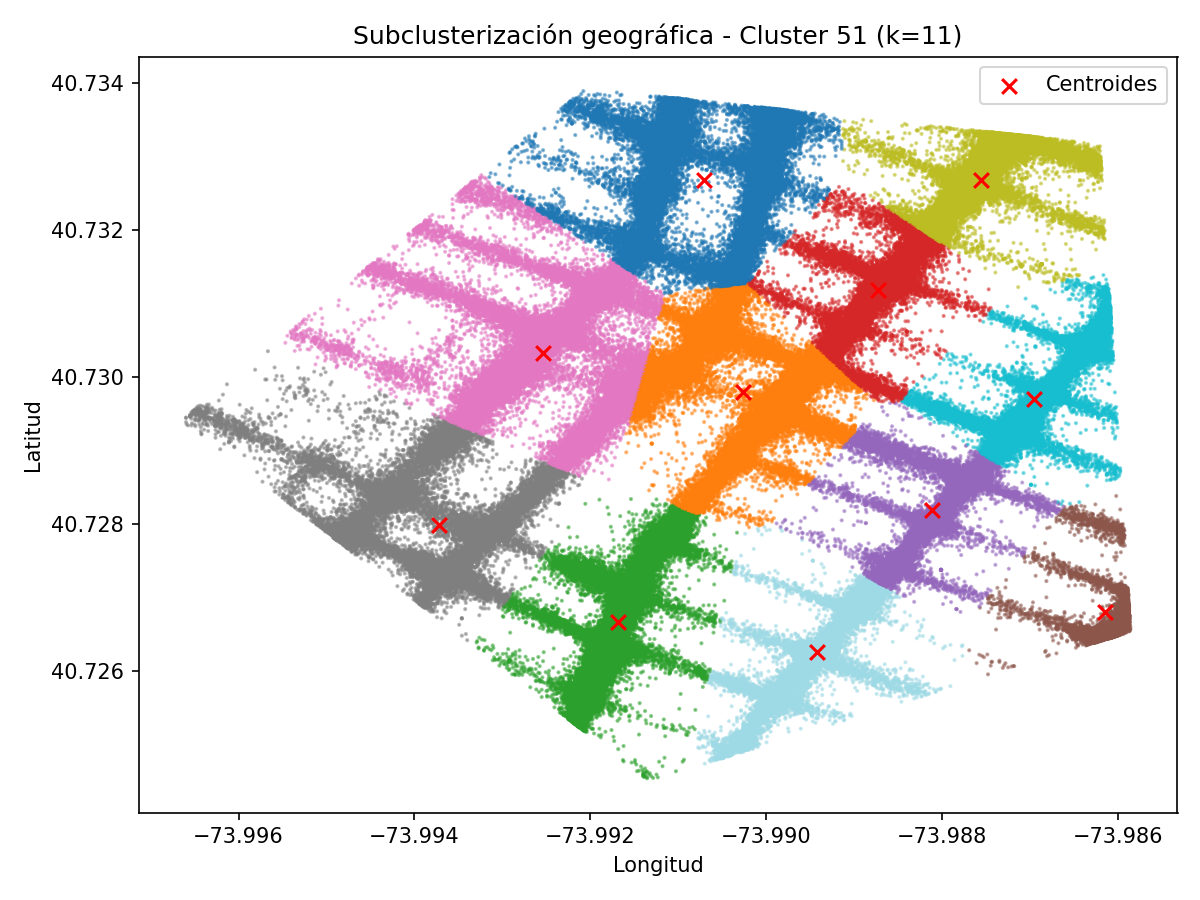 Subclusterización geográfica - Cluster 51 (k=11)
Centroides
40.734
40.732
40.730
40.728
40.726
Latitud
−73.996
−73.994
−73.992
−73.990
−73.988
−73.986
Longitud